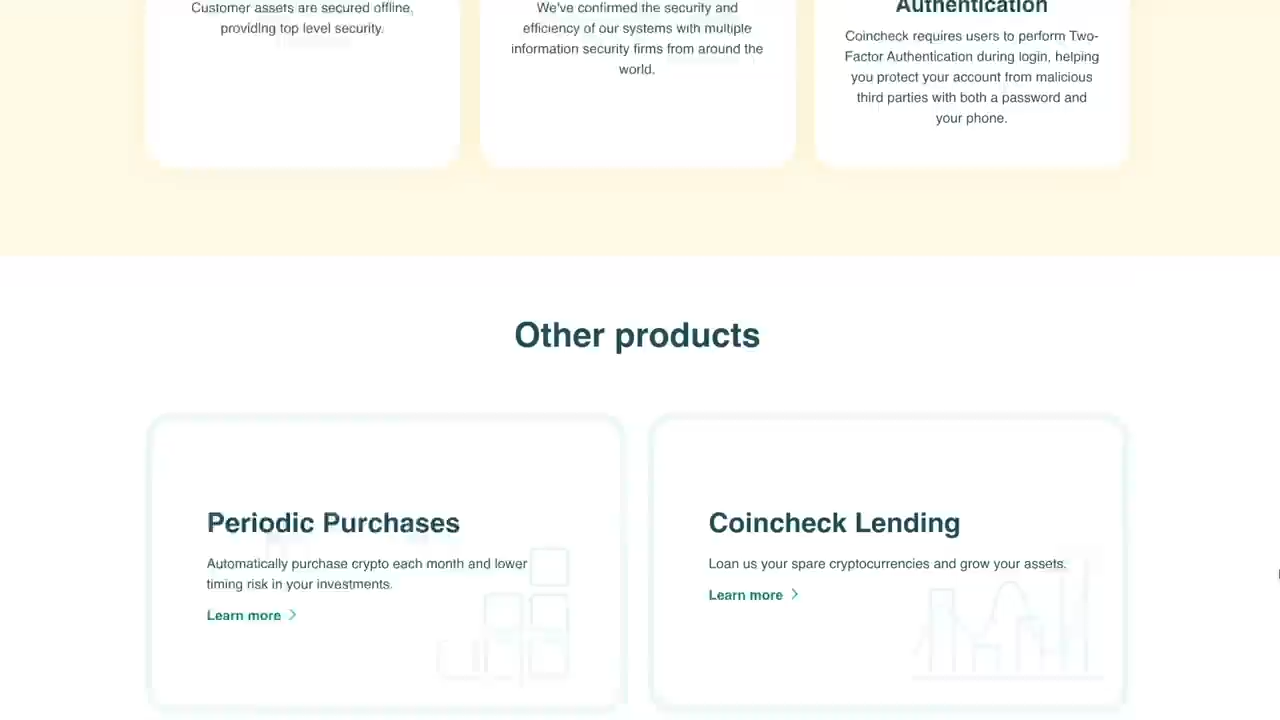 Customer assets are secured offline,
providing top level security.
We've confirmed the security and
efficiency of our systems with multiple
information security firms from around the
world.
Authentication
Coincheck requires users to perform Two-
Factor Authentication during login, helping
you protect your account from malicious
third parties with both a password and
your phone.
Other products
Periodic Purchases
Automatically purchase crypto each month and lower
timing risk in your investments.
Learn more
Coincheck Lending
Loan us your spare cryptocurrencies and grow your assets.
Learn more